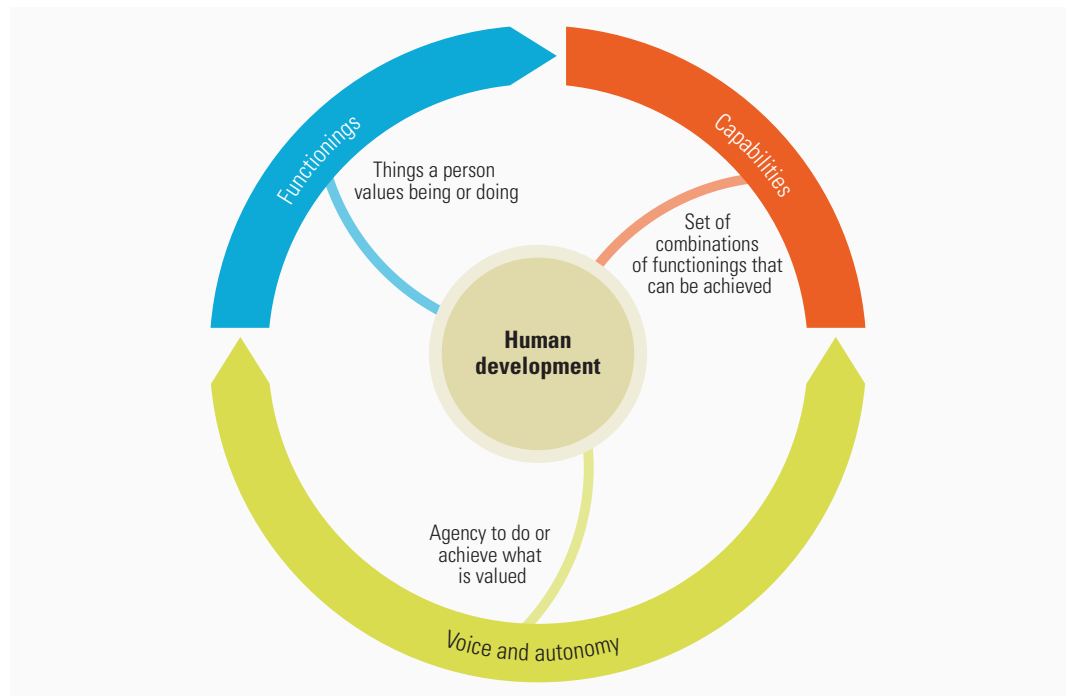 Functionings
Things a person
values being or doing
Capabilities
Set of
combinations
of functionings that
can be achieved
Human
development
Agency to do or
achieve what
is valued
Voice and autonomy